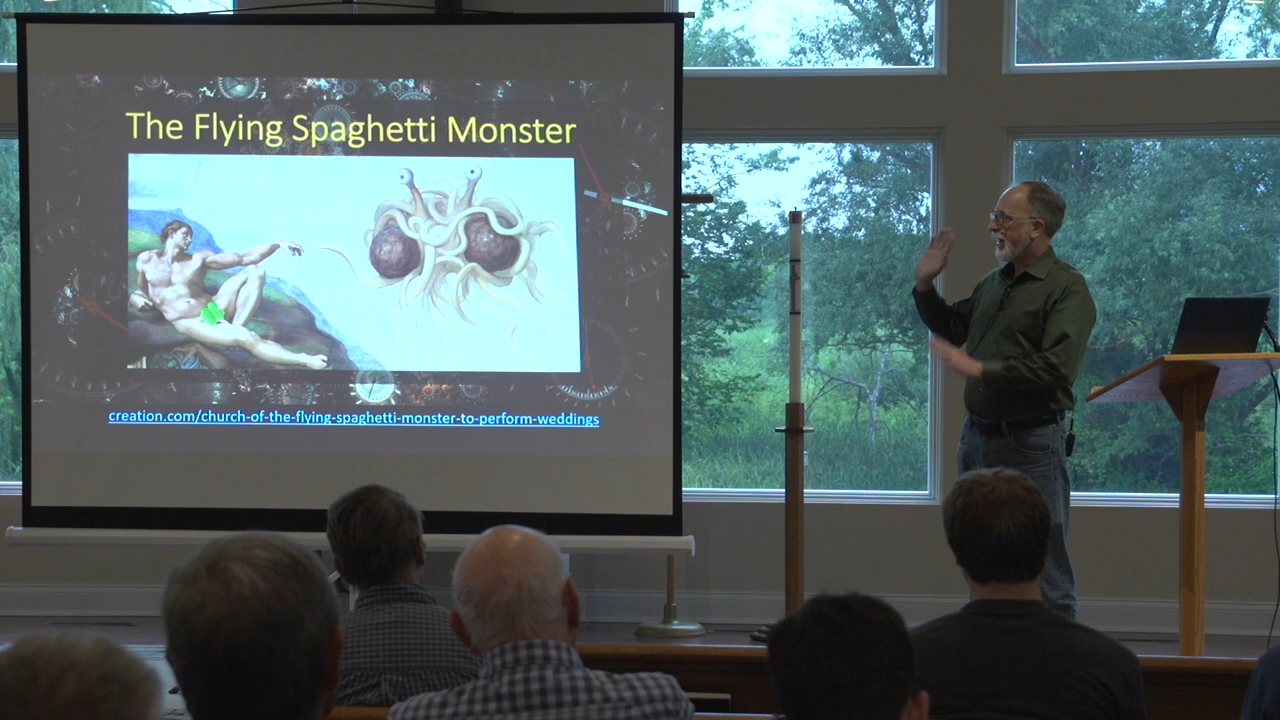 The Flying Spaghetti Monster
creation.com/church-of-the-flying-spaghetti-monster-to-perform-weddings